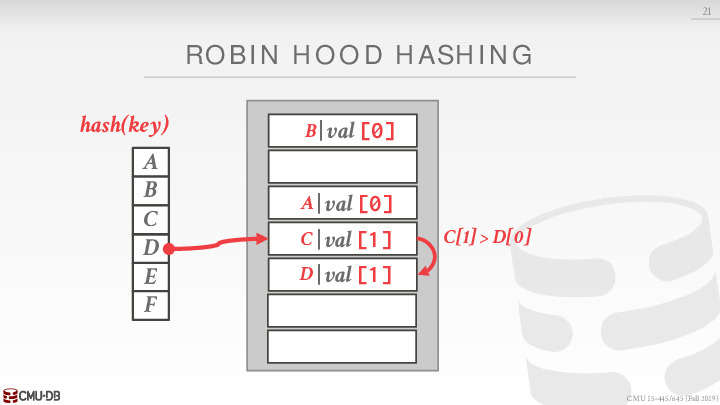 21
ROBIN HOOD HASHING
hash(key)
A
B
C
D
E
F
B|val [0]
A|val [0]
C|val [1]
D|val [1]
C[1] > D[0]
CMU·DB
CMU 15-445/645 (Fall 2019)